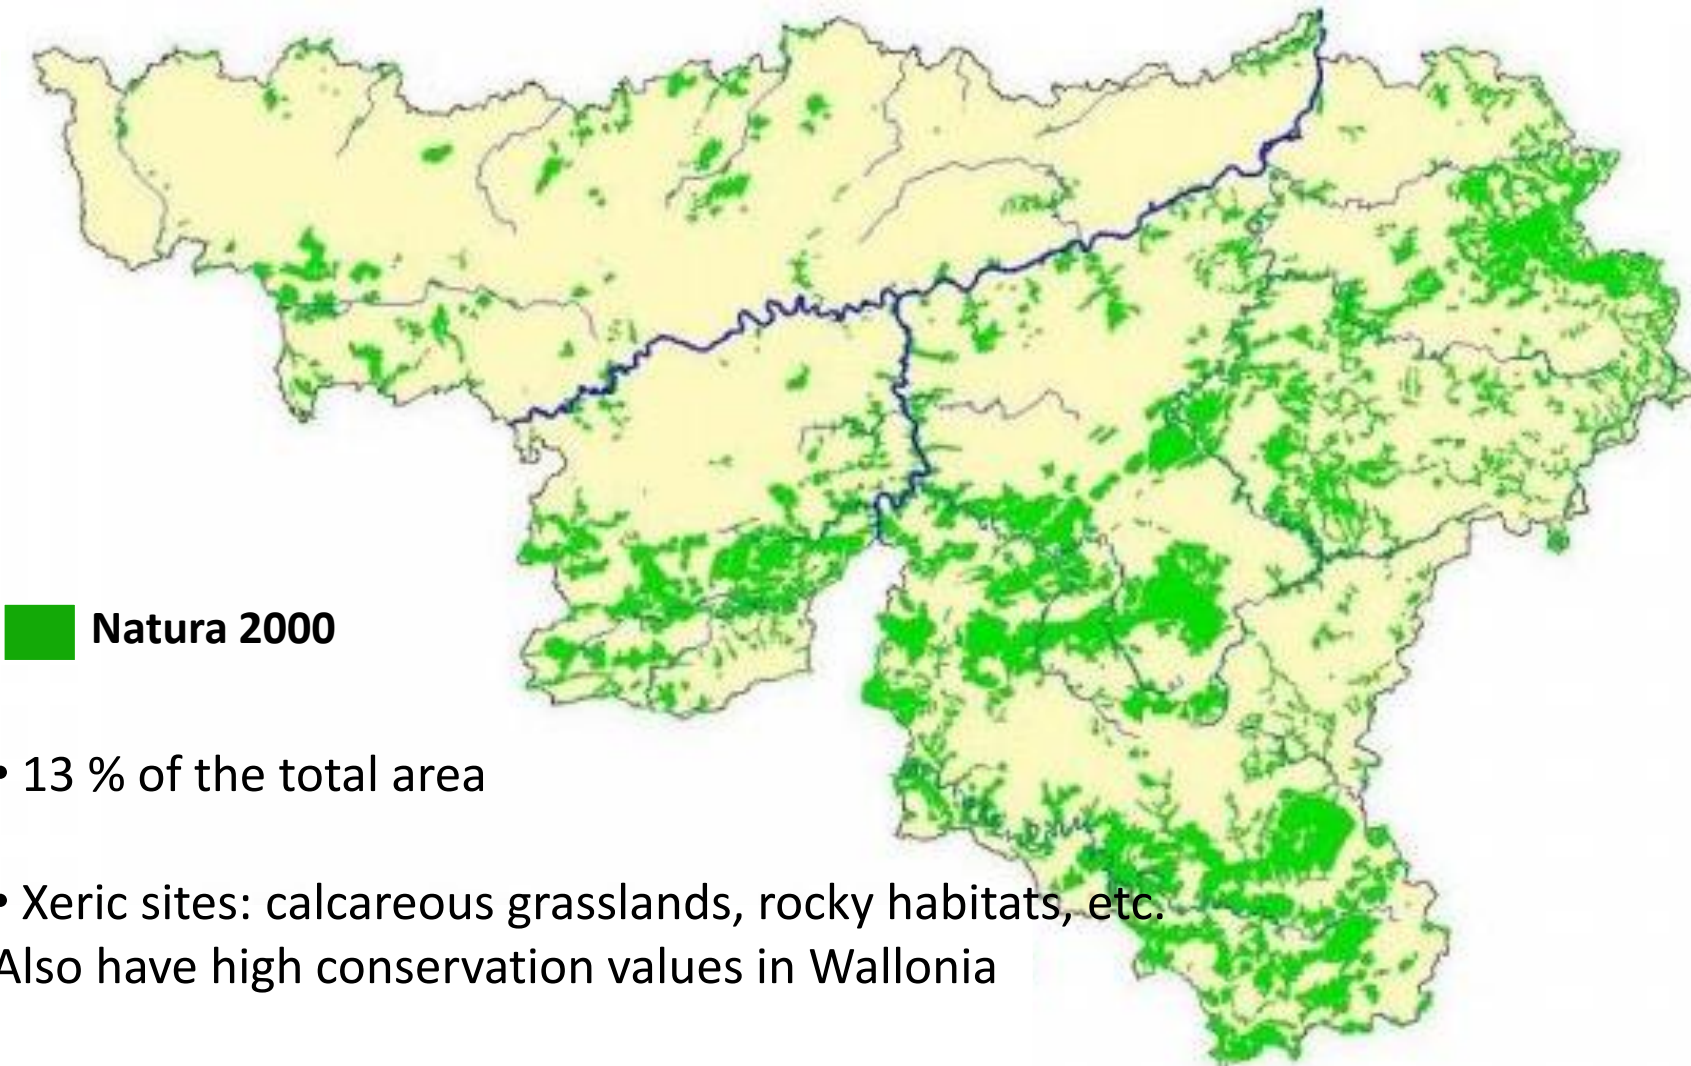 Natura 2000
• 13 % of the total area
• Xeric sites: calcareous grasslands, rocky habitats, etc.
Also have high conservation values in Wallonia